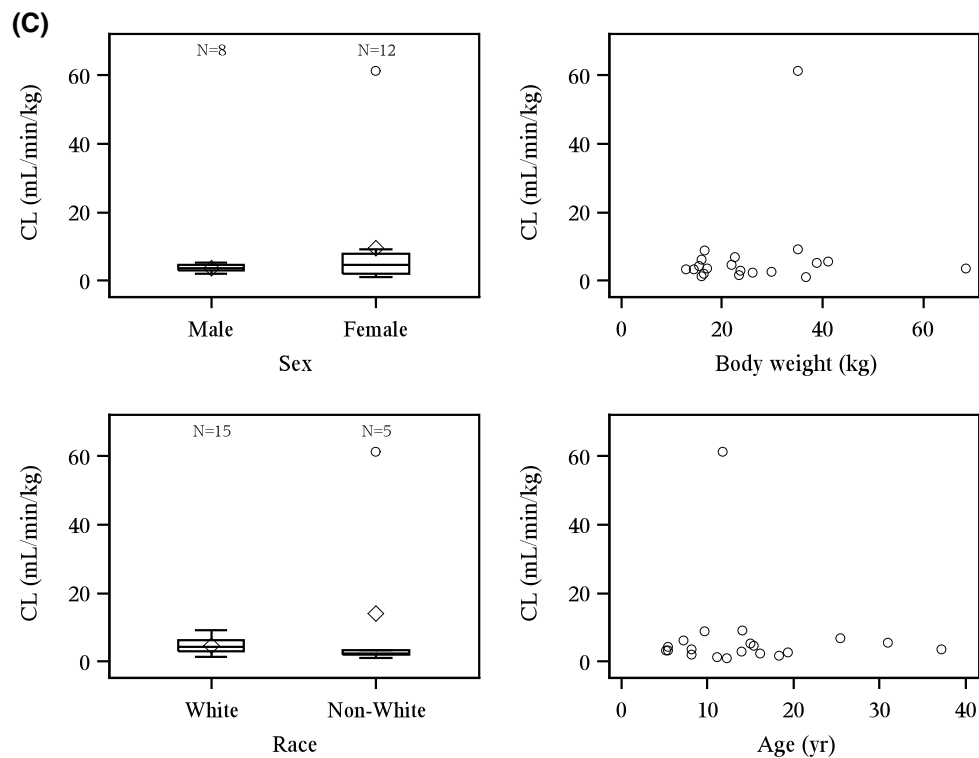 (C)
N=8 N=12
60
40
20
0
CL (mL/min/kg)
Male Female
Sex
60
40
20
0
CL (mL/min/kg)
0 20 40 60
Body weight (kg)
N=15 N=5
60
40
20
0
CL (mL/min/kg)
White Non-White
Race
60
40
20
0
CL (mL/min/kg)
0 10 20 30 40
Age (yr)